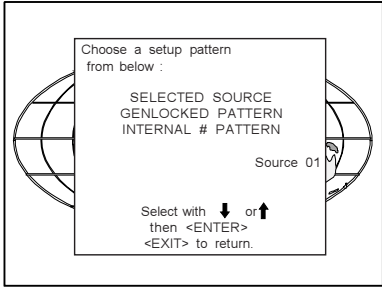 Choose a setup pattern
from below :
SELECTED SOURCE
GENLOCKED PATTERN
INTERNAL # PATTERN
Source 01
Select with ⬇ or ⬆
then <ENTER>
<EXIT> to return.